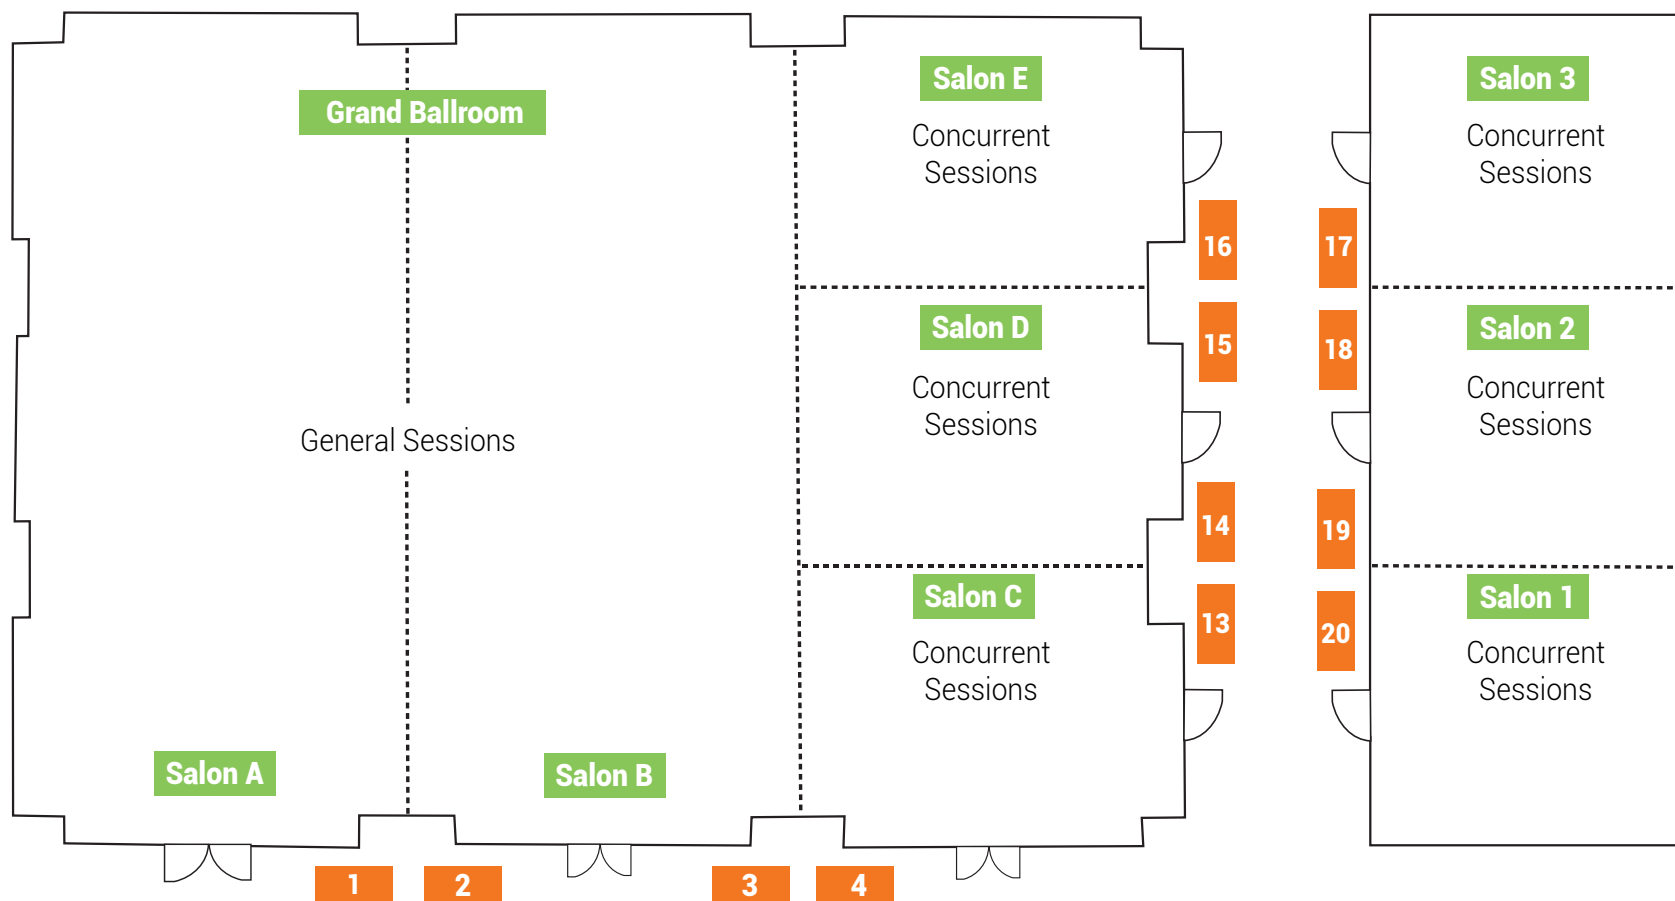 Grand Ballroom
General Sessions
Salon A
Salon B
Salon E
Concurrent
Sessions
Salon D
Concurrent
Sessions
Salon C
Concurrent
Sessions
16
15
14
13
17
18
19
20
Salon 3
Concurrent
Sessions
Salon 2
Concurrent
Sessions
Salon 1
Concurrent
Sessions
1
2
3
4